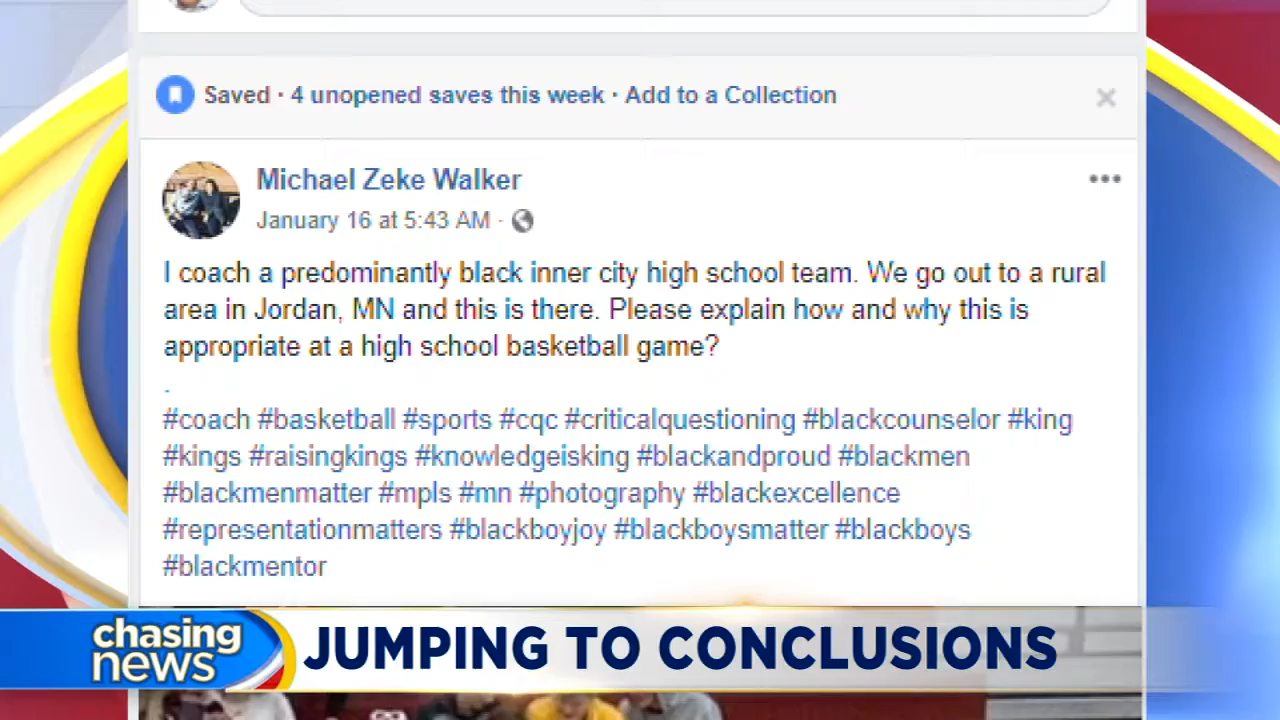 Saved · 4 unopened saves this week · Add to a Collection
Michael Zeke Walker
January 16 at 5:43 AM ·
I coach a predominantly black inner city high school team. We go out to a rural
area in Jordan, MN and this is there. Please explain how and why this is
appropriate at a high school basketball game?
.
#coach #basketball #sports #cqc #criticalquestioning #blackcounselor #king
#kings #raisingkings #knowledgeisking #blackandproud #blackmen
#blackmenmatter #mpls #mn #photography #blackexcellence
#representationmatters #blackboyjoy #blackboysmatter #blackboys
#blackmentor
chasing
news
JUMPING TO CONCLUSIONS